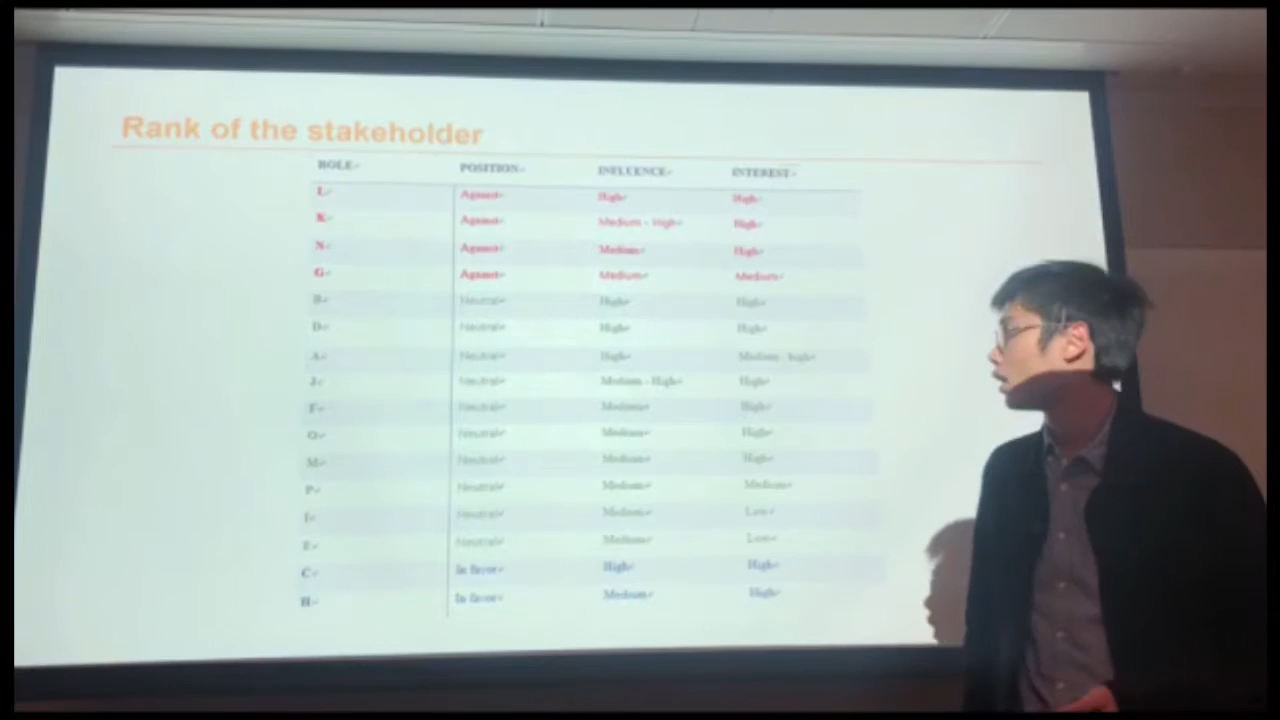 Rank of the stakeholder
ROLE POSITION INFLUENCE INTEREST
L Against High High
K Against Medium - High High
N Against Medium High
G Against Medium Medium
B Neutral High High
D Neutral High High
A Neutral High Medium - high
J Neutral Medium - High High
F Neutral Medium High
O Neutral Medium High
M Neutral Medium High
P Neutral Medium Medium
I Neutral Medium Low
E Neutral Medium Low
C In favor High High
H In favor Medium High